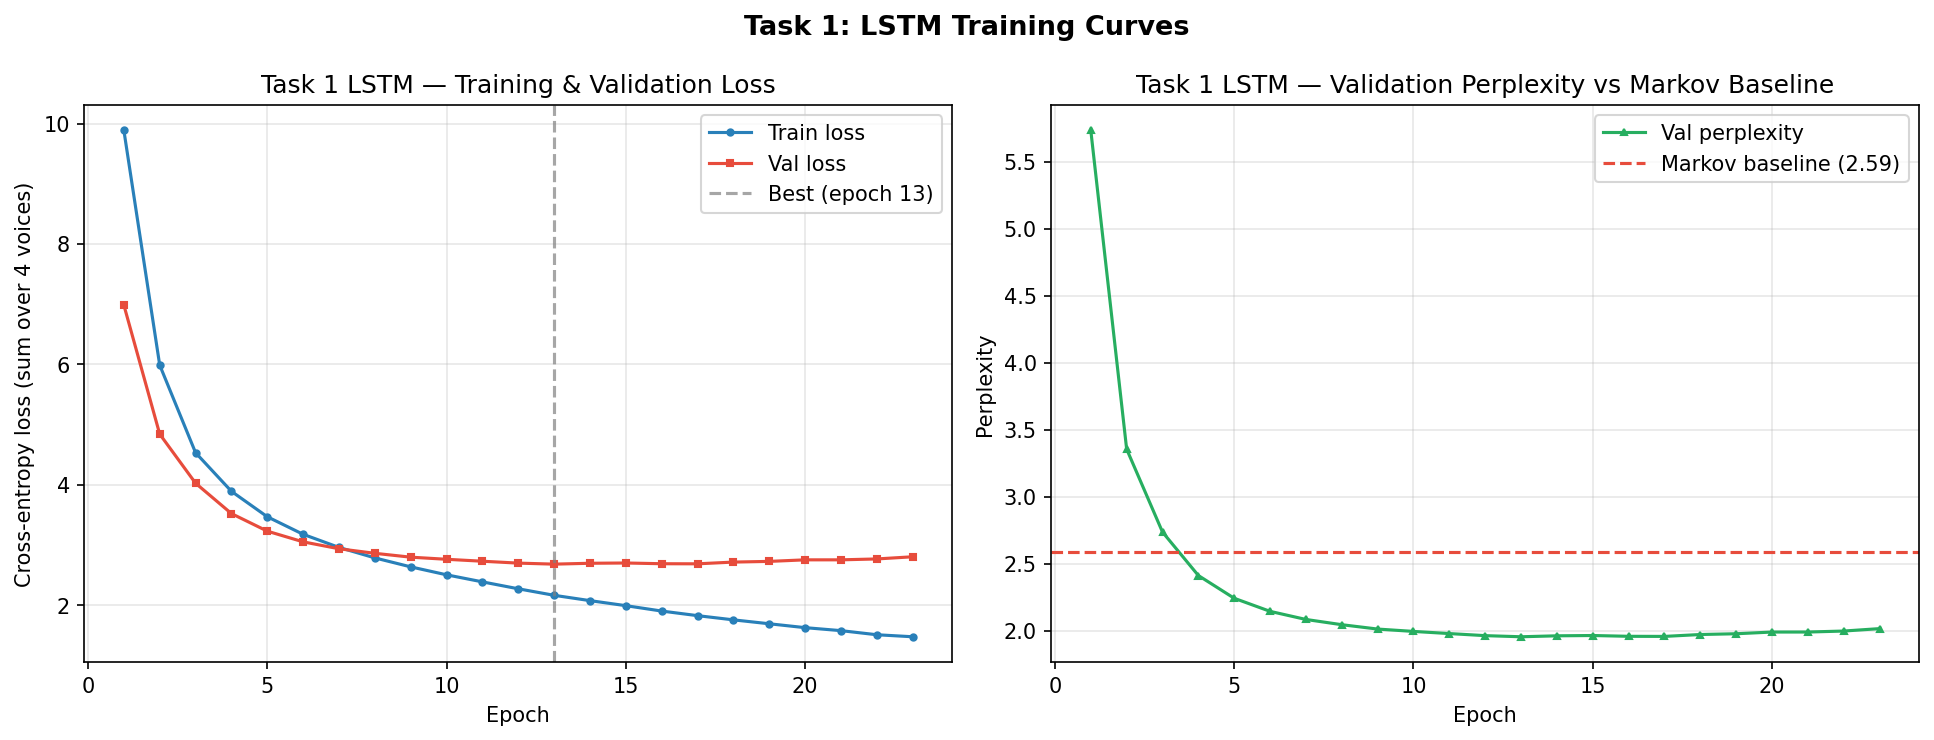 Task 1: LSTM Training Curves
Task 1 LSTM — Training & Validation Loss
Cross-entropy loss (sum over 4 voices)
10
8
6
4
2
0
5
10
15
20
Epoch
Train loss
Val loss
Best (epoch 13)
Task 1 LSTM — Validation Perplexity vs Markov Baseline
Perplexity
5.5
5.0
4.5
4.0
3.5
3.0
2.5
2.0
0
5
10
15
20
Epoch
Val perplexity
Markov baseline (2.59)